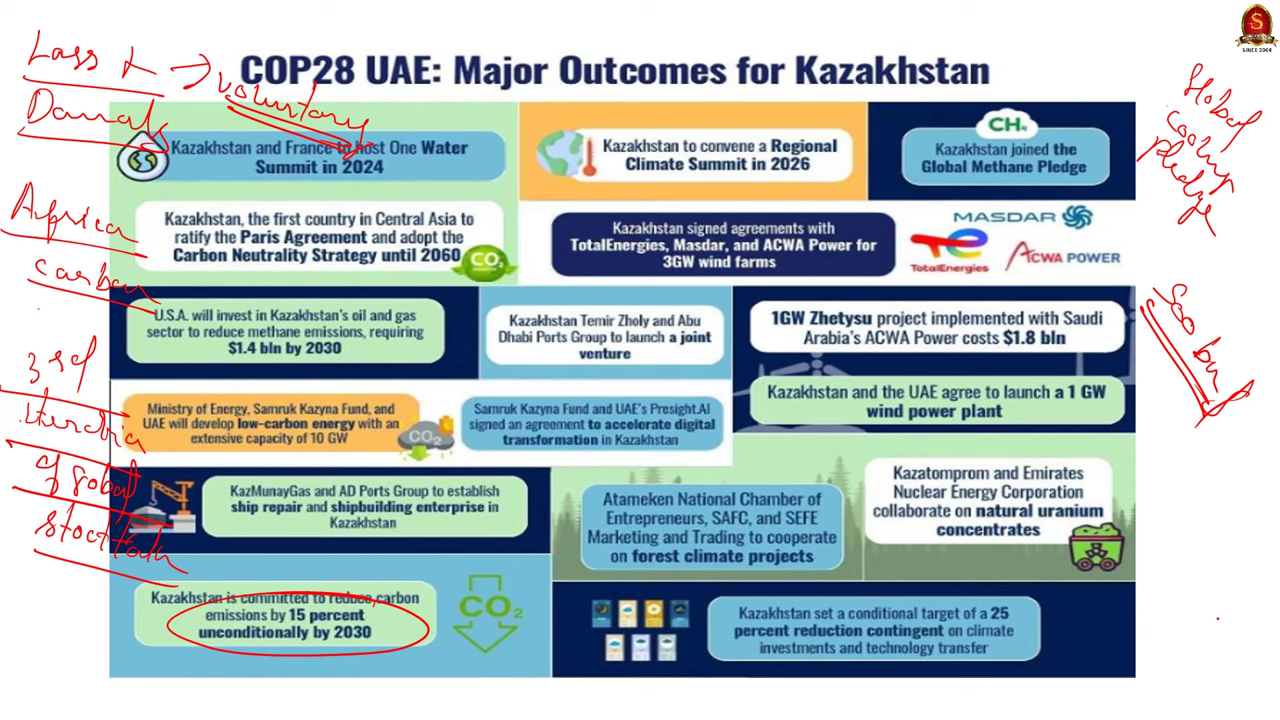 COP28 UAE: Major Outcomes for Kazakhstan
S
SINCE 2004
Loss &
→ voluntary
Kazakhstan and France to host One Water
Summit in 2024
Kazakhstan to convene a Regional
Climate Summit in 2026
CH₄
Kazakhstan joined the
Global Methane Pledge
pledge
Africa
carbon
Kazakhstan, the first country in Central Asia to
ratify the Paris Agreement and adopt the
Carbon Neutrality Strategy until 2060
CO₂
Kazakhstan signed agreements with
TotalEnergies, Masdar, and ACWA Power for
3GW wind farms
MASDAR
TotalEnergies
ACWA POWER
U.S.A. will invest in Kazakhstan's oil and gas
sector to reduce methane emissions, requiring
$1.4 bln by 2030
Kazakhstan Temir Zholy and Abu
Dhabi Ports Group to launch a joint
venture
1GW Zhetysu project implemented with Saudi
Arabia's ACWA Power costs $1.8 bln
Kazakhstan and the UAE agree to launch a 1 GW
wind power plant
Ministry of Energy, Samruk Kazyna Fund, and
UAE will develop low-carbon energy with an
extensive capacity of 10 GW
CO₂
Samruk Kazyna Fund and UAE's Presight.AI
signed an agreement to accelerate digital
transformation in Kazakhstan
KazMunayGas and AD Ports Group to establish
ship repair and shipbuilding enterprise in
Kazakhstan
Atameken National Chamber of
Entrepreneurs, SAFC, and SEFE
Marketing and Trading to cooperate
on forest climate projects
Kazatomprom and Emirates
Nuclear Energy Corporation
collaborate on natural uranium
concentrates
Kazakhstan is committed to reduce carbon
emissions by 15 percent
unconditionally by 2030
CO₂
Kazakhstan set a conditional target of a 25
percent reduction contingent on climate
investments and technology transfer